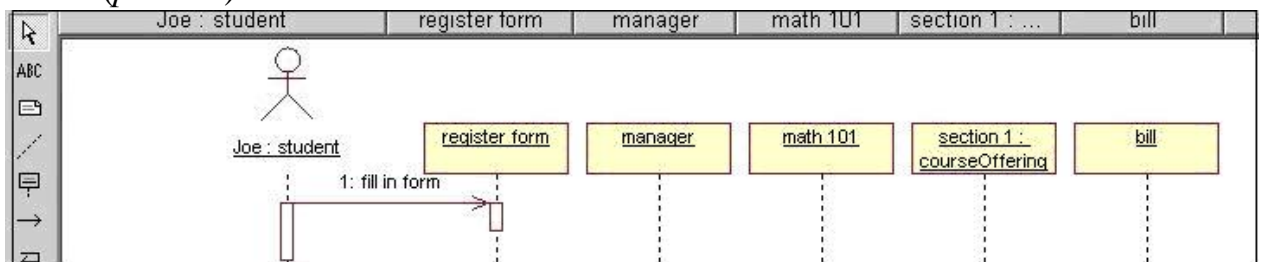 Joe : student register form manager math 101 section 1 : ... bill
ABC
Joe : student
register form
manager
math 101
section 1 :
courseOffering
bill
1: fill in form